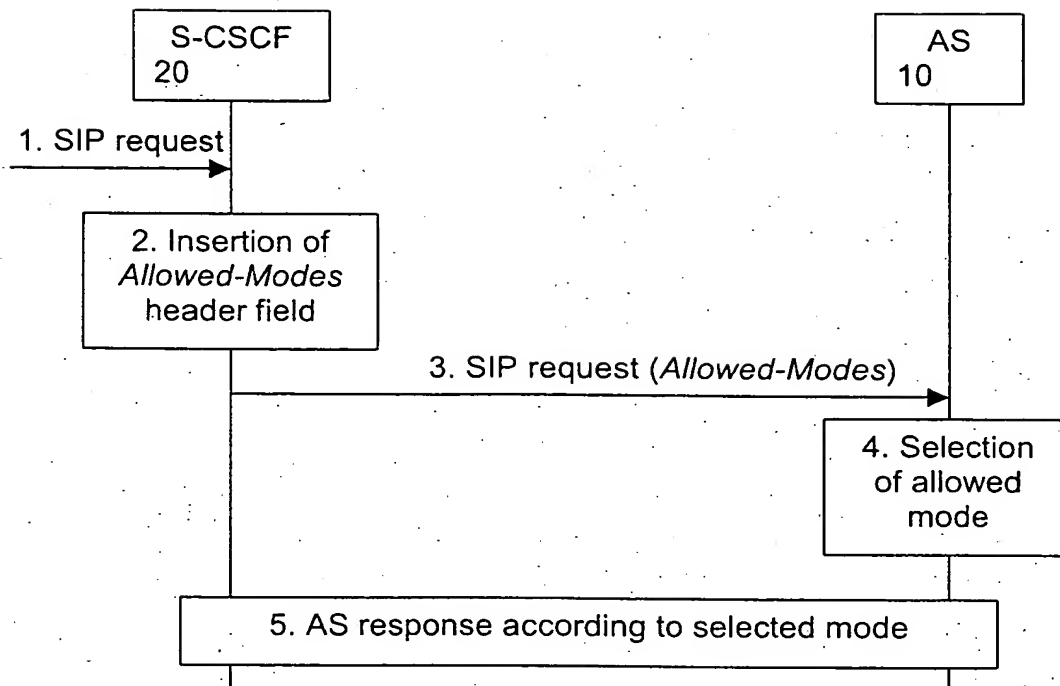 S-CSCF
20
AS
10
1. SIP request
2. Insertion of
Allowed-Modes
header field
3. SIP request (Allowed-Modes)
4. Selection
of allowed
mode
5. AS response according to selected mode